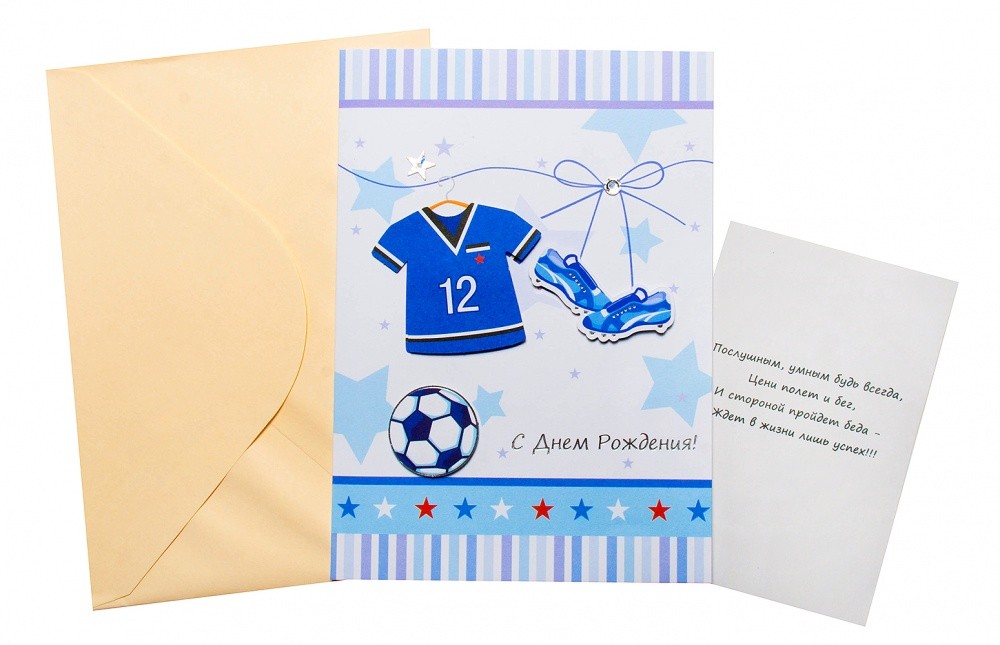 12
С Днем Рождения!
Послушным, умным будь всегда,
Цени полет и бег,
И стороной пройдет беда -
Ждет в жизни лишь успех!!!